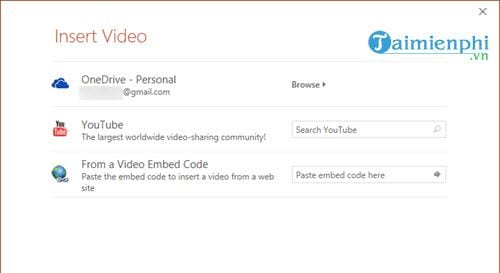 Insert Video
Taimienphi
.vn
OneDrive - Personal
@gmail.com
Browse
You
Tube
YouTube
The largest worldwide video-sharing community!
Search YouTube
From a Video Embed Code
Paste the embed code to insert a video from a web
site
Paste embed code here